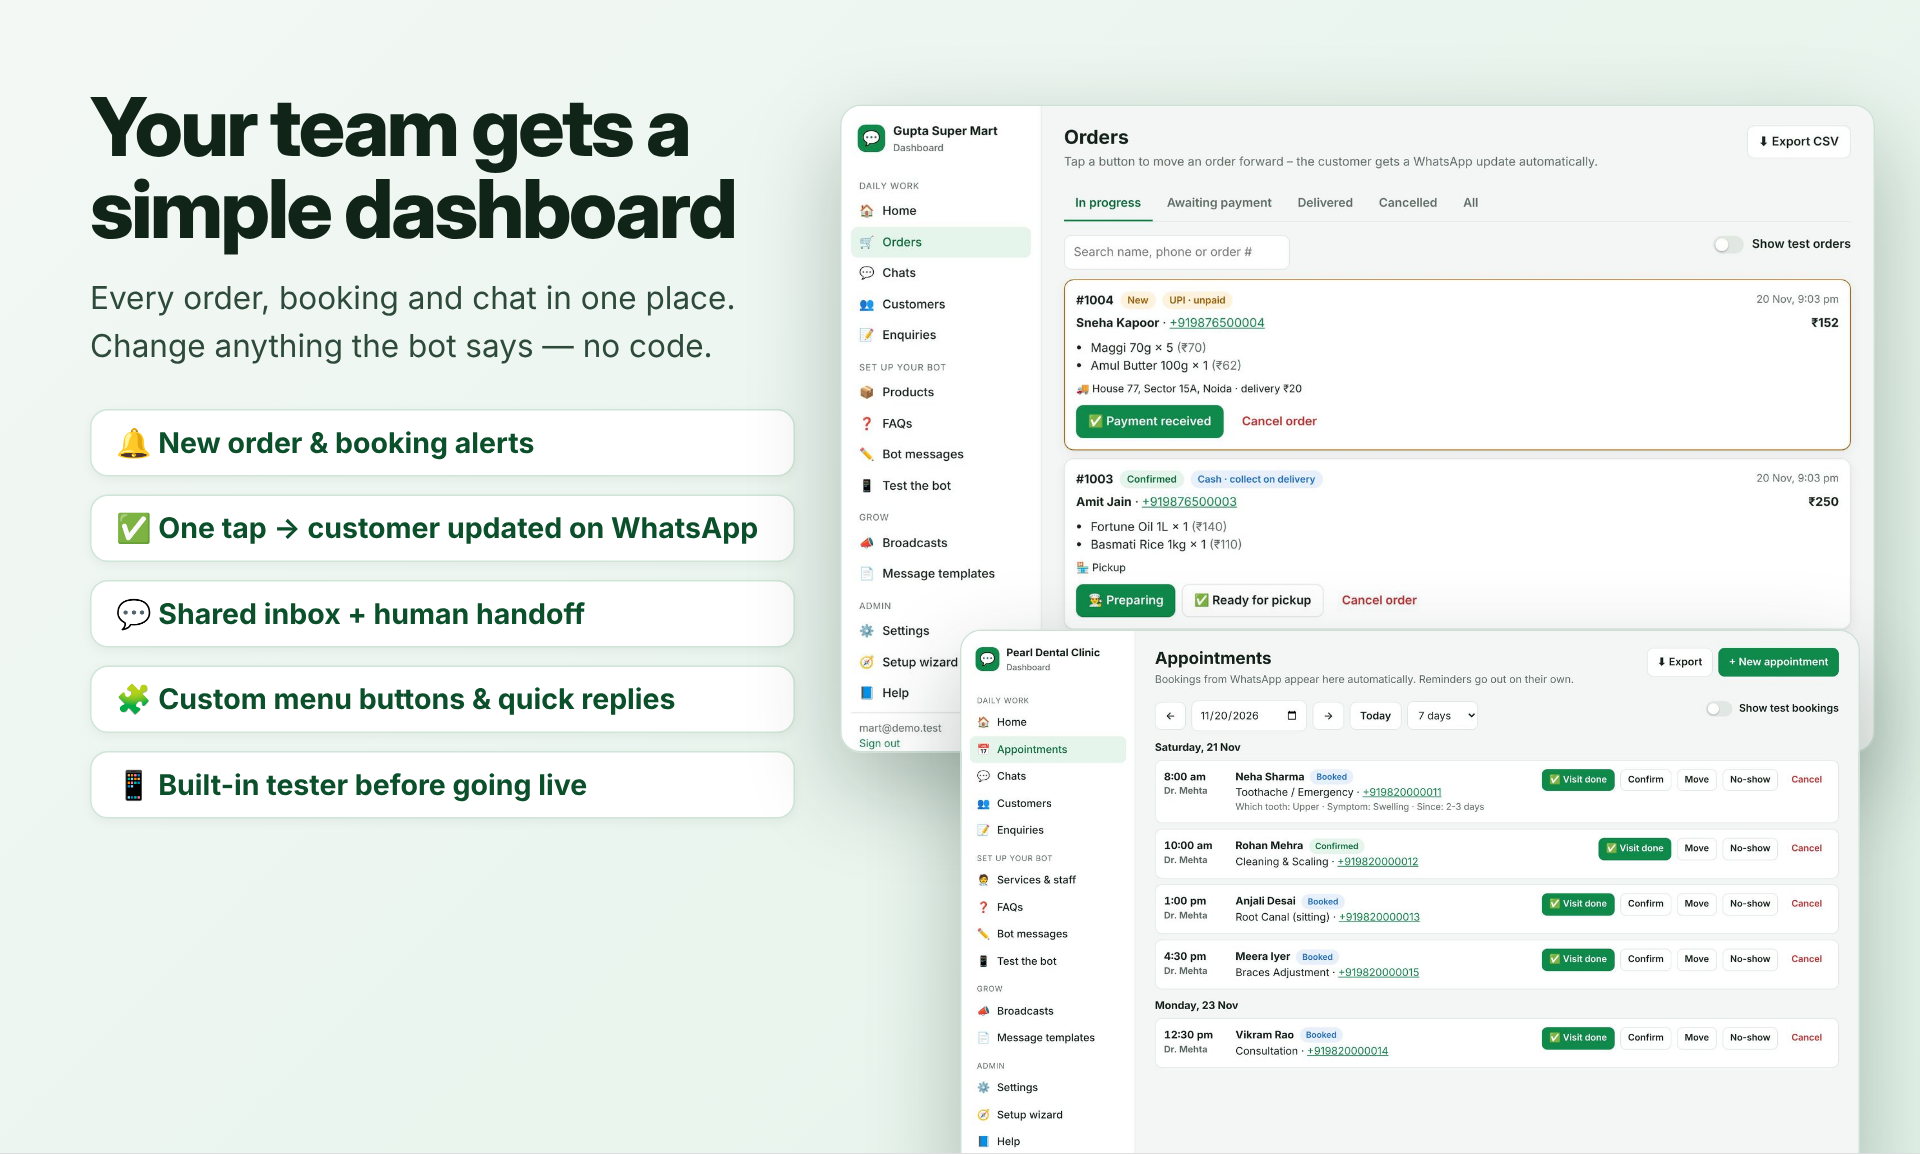 Your team gets a
simple dashboard
Every order, booking and chat in one place.
Change anything the bot says — no code.
🔔 New order & booking alerts
✅ One tap → customer updated on WhatsApp
💬 Shared inbox + human handoff
🧩 Custom menu buttons & quick replies
📱 Built-in tester before going live
Gupta Super Mart
Dashboard
DAILY WORK
🏠 Home
🛒 Orders
💬 Chats
👥 Customers
📝 Enquiries
SET UP YOUR BOT
📦 Products
❓ FAQs
✏️ Bot messages
📱 Test the bot
GROW
📣 Broadcasts
📄 Message templates
ADMIN
⚙️ Settings
🧭 Setup wizard
📘 Help
mart@demo.test
Sign out
Orders
Tap a button to move an order forward – the customer gets a WhatsApp update automatically.
⬇ Export CSV
In progress Awaiting payment Delivered Cancelled All
Search name, phone or order #
Show test orders
#1004 New UPI · unpaid 20 Nov, 9:03 pm
Sneha Kapoor · +919876500004 ₹152
• Maggi 70g × 5 (₹70)
• Amul Butter 100g × 1 (₹62)
🚚 House 77, Sector 15A, Noida · delivery ₹20
✅ Payment received Cancel order
#1003 Confirmed Cash · collect on delivery 20 Nov, 9:03 pm
Amit Jain · +919876500003 ₹250
• Fortune Oil 1L × 1 (₹140)
• Basmati Rice 1kg × 1 (₹110)
🏪 Pickup
👨‍🍳 Preparing ✅ Ready for pickup Cancel order
Pearl Dental Clinic
Dashboard
DAILY WORK
🏠 Home
📅 Appointments
💬 Chats
👥 Customers
📝 Enquiries
SET UP YOUR BOT
🧑‍⚕️ Services & staff
❓ FAQs
✏️ Bot messages
📱 Test the bot
GROW
📣 Broadcasts
📄 Message templates
ADMIN
⚙️ Settings
🧭 Setup wizard
📘 Help
Appointments
Bookings from WhatsApp appear here automatically. Reminders go out on their own.
⬇ Export + New appointment
← 11/20/2026 → Today 7 days
Show test bookings
Saturday, 21 Nov
8:00 am Neha Sharma Booked ✅ Visit done Confirm Move No-show Cancel
Dr. Mehta Toothache / Emergency · +919820000011
Which tooth: Upper · Symptom: Swelling · Since: 2-3 days
10:00 am Rohan Mehra Confirmed ✅ Visit done Move No-show Cancel
Dr. Mehta Cleaning & Scaling · +919820000012
1:00 pm Anjali Desai Booked ✅ Visit done Confirm Move No-show Cancel
Dr. Mehta Root Canal (sitting) · +919820000013
4:30 pm Meera Iyer Booked ✅ Visit done Confirm Move No-show Cancel
Dr. Mehta Braces Adjustment · +919820000015
Monday, 23 Nov
12:30 pm Vikram Rao Booked ✅ Visit done Confirm Move No-show Cancel
Dr. Mehta Consultation · +919820000014